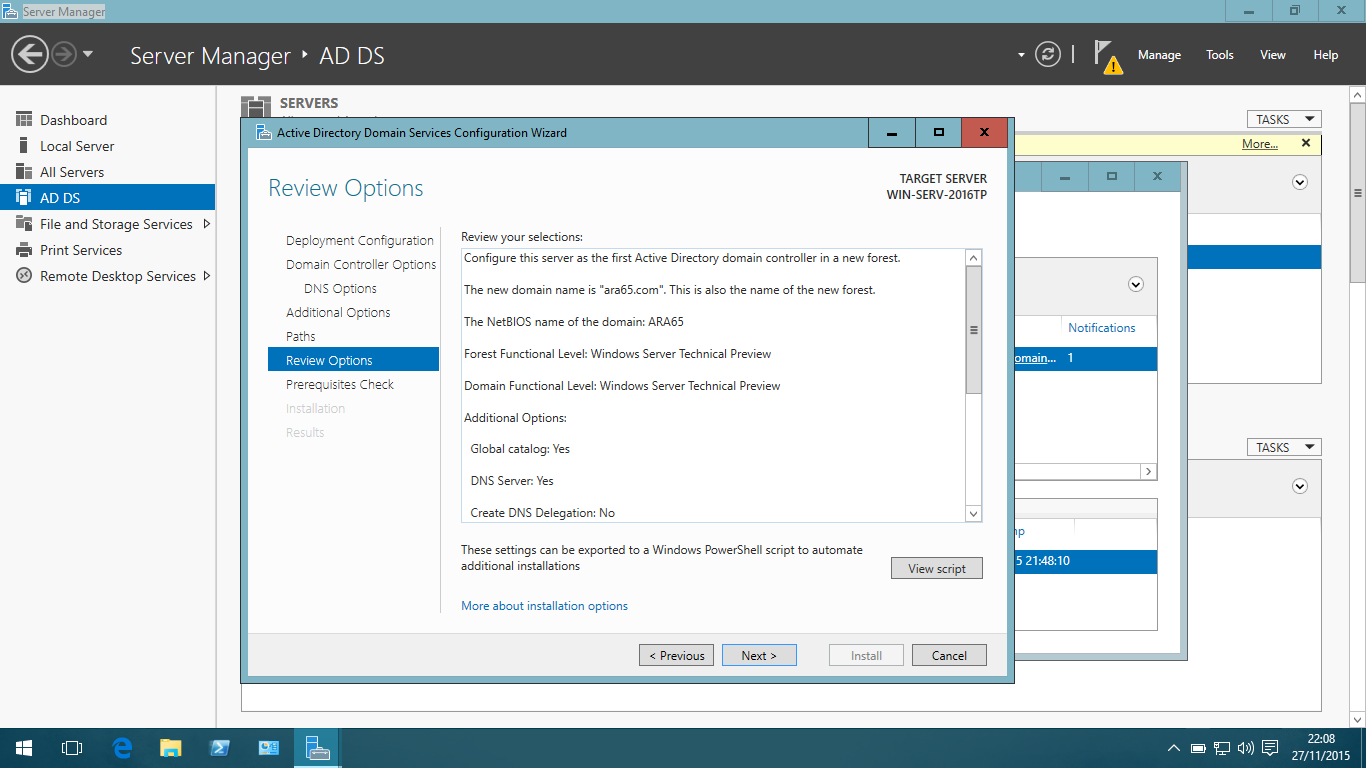 Server Manager
Server Manager ‣ AD DS
Manage Tools View Help
Dashboard
Local Server
All Servers
AD DS
File and Storage Services
Print Services
Remote Desktop Services
SERVERS
TASKS
More...
Active Directory Domain Services Configuration Wizard
Review Options
TARGET SERVER
WIN-SERV-2016TP
Deployment Configuration
Domain Controller Options
DNS Options
Additional Options
Paths
Review Options
Prerequisites Check
Installation
Results
Review your selections:
Configure this server as the first Active Directory domain controller in a new forest.
The new domain name is "ara65.com". This is also the name of the new forest.
The NetBIOS name of the domain: ARA65
Forest Functional Level: Windows Server Technical Preview
Domain Functional Level: Windows Server Technical Preview
Additional Options:
Global catalog: Yes
DNS Server: Yes
Create DNS Delegation: No
These settings can be exported to a Windows PowerShell script to automate
additional installations
View script
More about installation options
< Previous
Next >
Install
Cancel
Notifications
omain... 1
TASKS
mp
5 21:48:10
22:08
27/11/2015